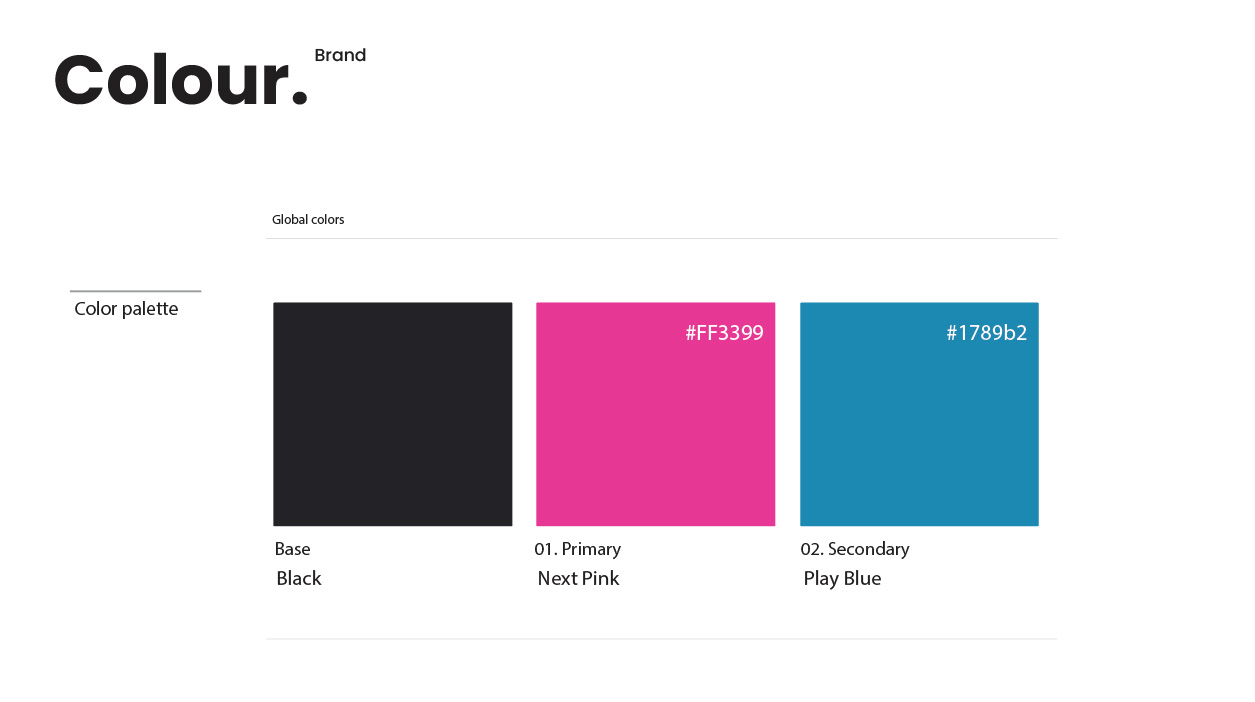 Colour.
Brand
Global colors
Color palette
#FF3399
#1789b2
Base
01. Primary
02. Secondary
Black
Next Pink
Play Blue